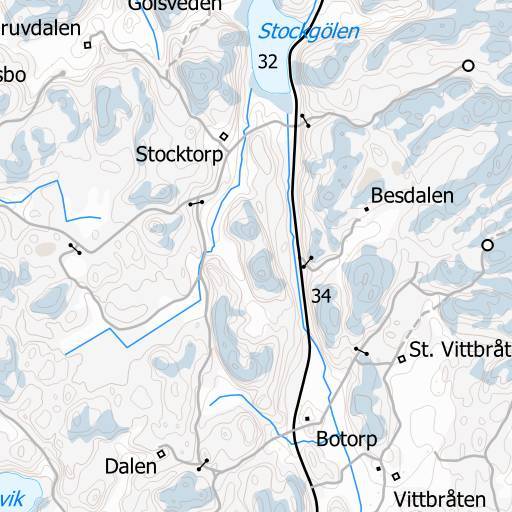 Golsveden
ruvdalen
Stockgölen
32
sbo
Stocktorp
Besdalen
34
St. Vittbråt
Botorp
Dalen
vik
Vittbråten